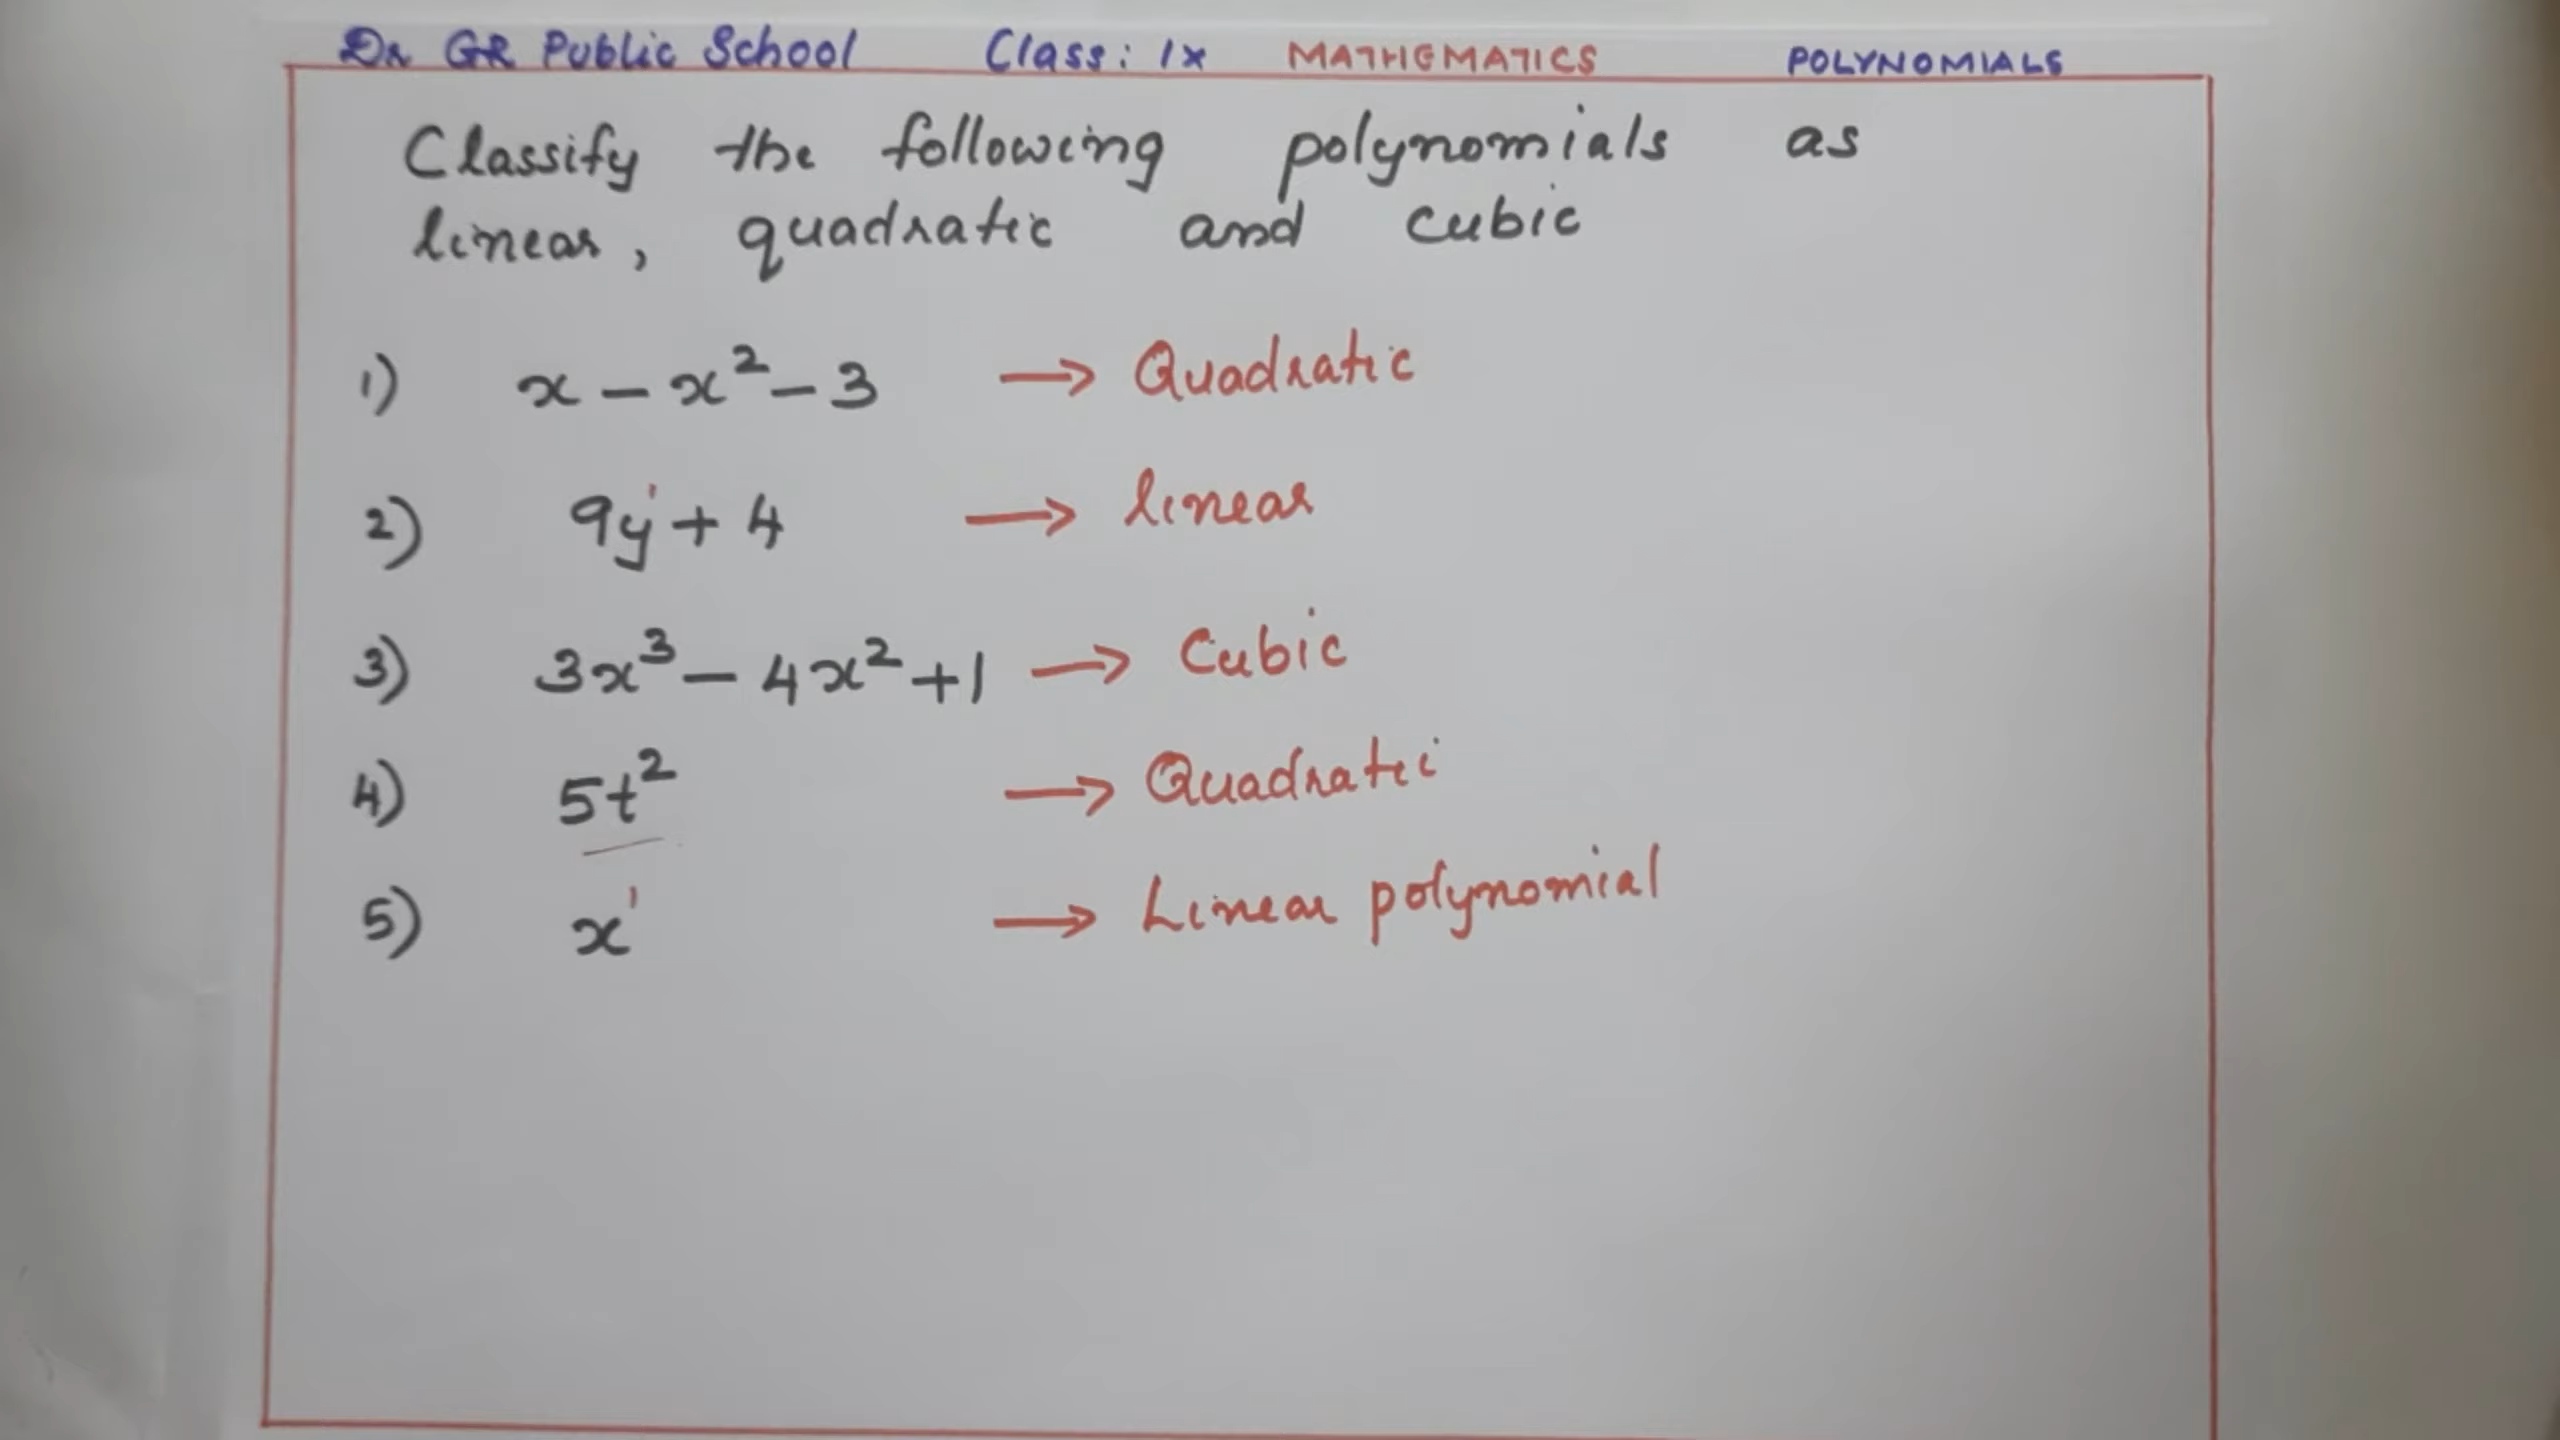 Dr GR Public School Class: IX MATHEMATICS POLYNOMIALS
Classify the following polynomials as
linear, quadratic and cubic
1) x - x² - 3 → Quadratic
2) 9y¹ + 4 → linear
3) 3x³ - 4x² + 1 → Cubic
4) 5t² → Quadrati
5) x¹ → Linear polynomial